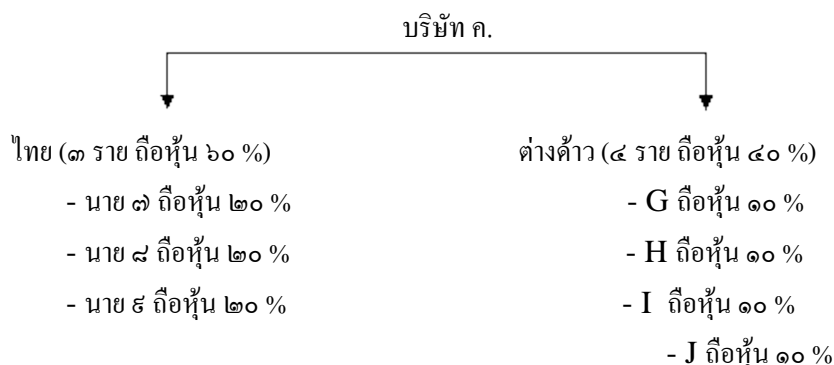 บริษัท ค.
ไทย (๓ ราย ถือหุ้น ๖๐ %)
- นาย ๗ ถือหุ้น ๒๐ %
- นาย ๘ ถือหุ้น ๒๐ %
- นาย ๙ ถือหุ้น ๒๐ %
ต่างด้าว (๔ ราย ถือหุ้น ๔๐ %)
- G ถือหุ้น ๑๐ %
- H ถือหุ้น ๑๐ %
- I ถือหุ้น ๑๐ %
- J ถือหุ้น ๑๐ %